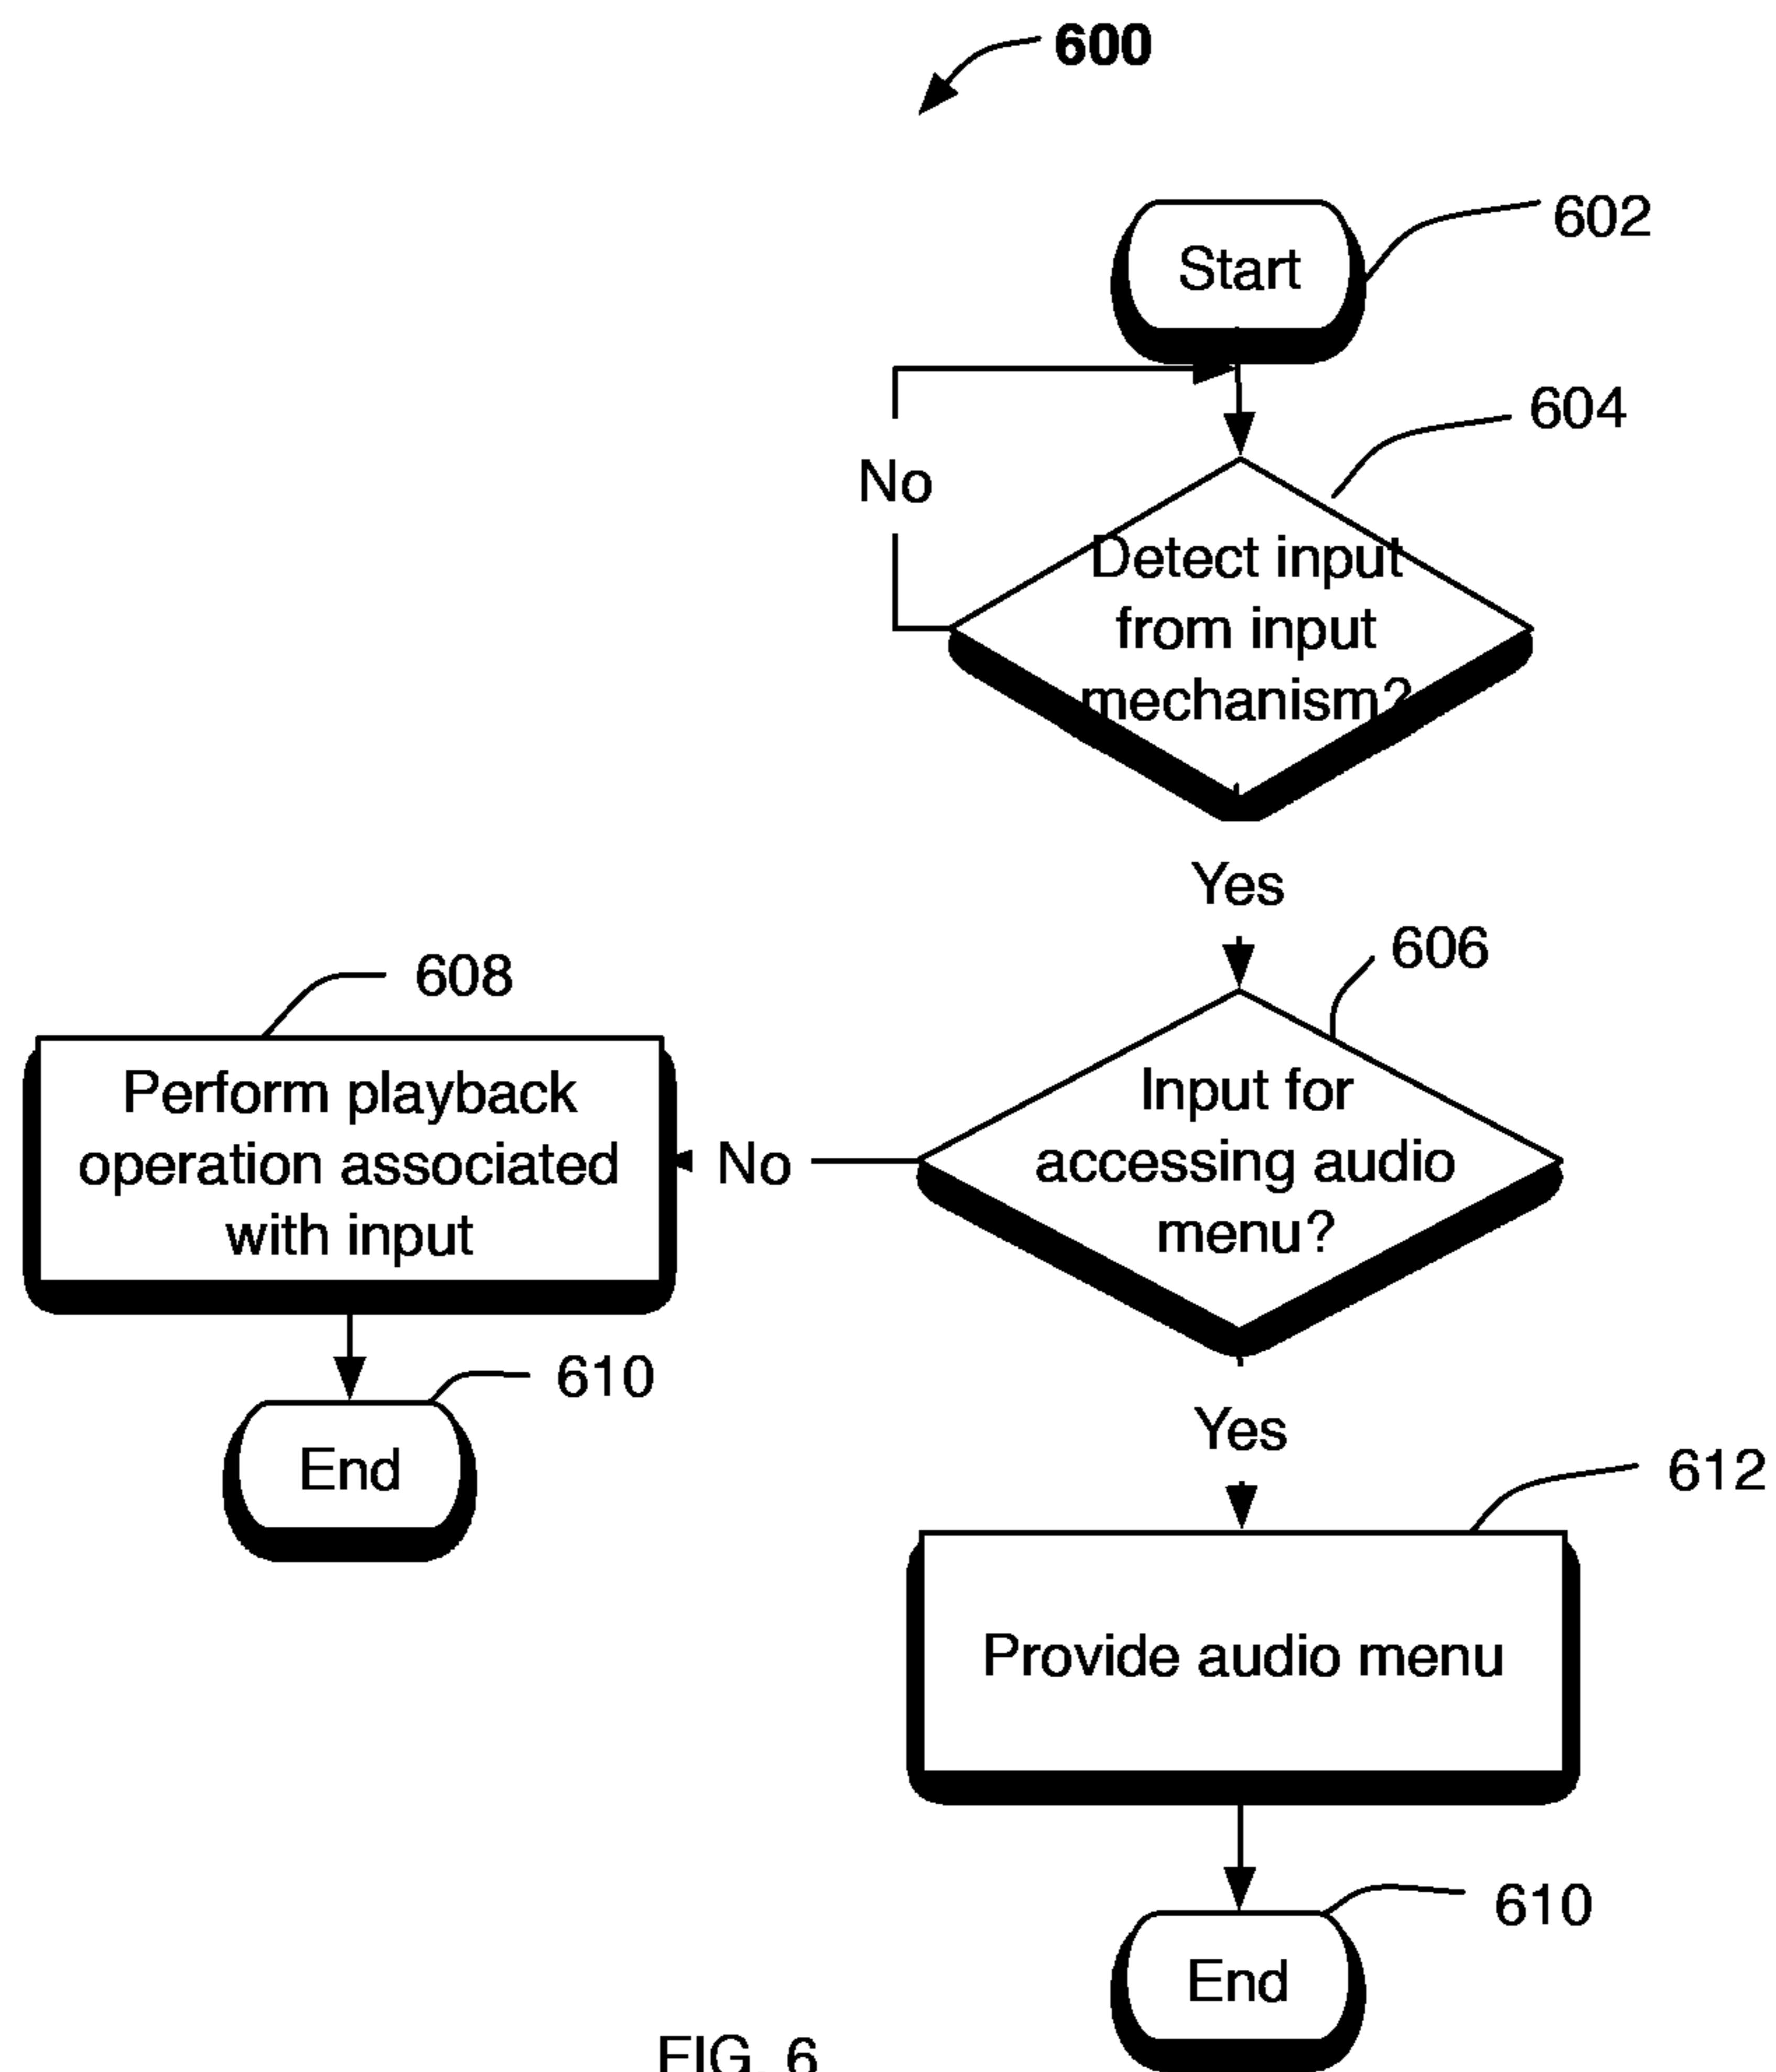 600
Start
602
604
No
Detect input
from input
mechanism?
Yes
606
608
Input for
accessing audio
menu?
No
Perform playback
operation associated
with input
610
End
Yes
612
Provide audio menu
610
End
FIG. 6